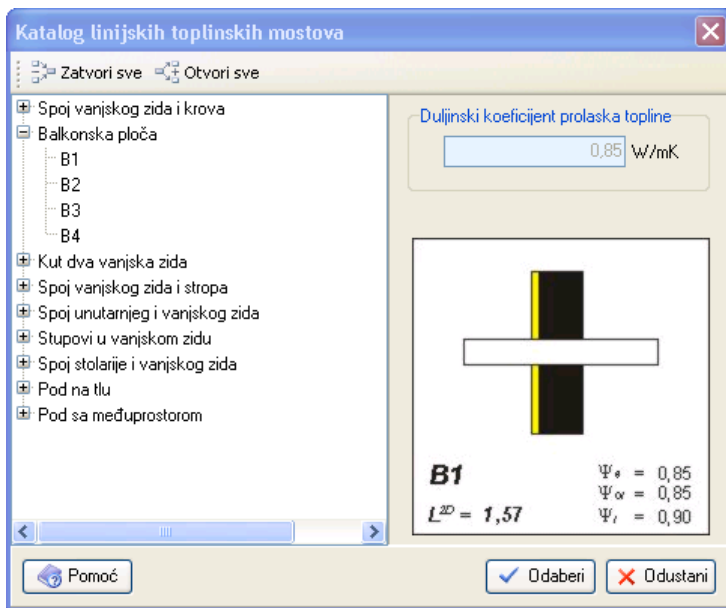 Katalog linijskih toplinskih mostova
Zatvori sve Otvori sve
Spoj vanjskog zida i krova
Balkonska ploča
B1
B2
B3
B4
Kut dva vanjska zida
Spoj vanjskog zida i stropa
Spoj unutarnjeg i vanjskog zida
Stupovi u vanjskom zidu
Spoj stolarije i vanjskog zida
Pod na tlu
Pod sa međuprostorom
Duljinski koeficijent prolaska topline
0,85 W/mK
B1
L²ᴰ = 1,57
Ψe = 0,85
Ψoi = 0,85
Ψi = 0,90
Pomoć
Odaberi
Odustani